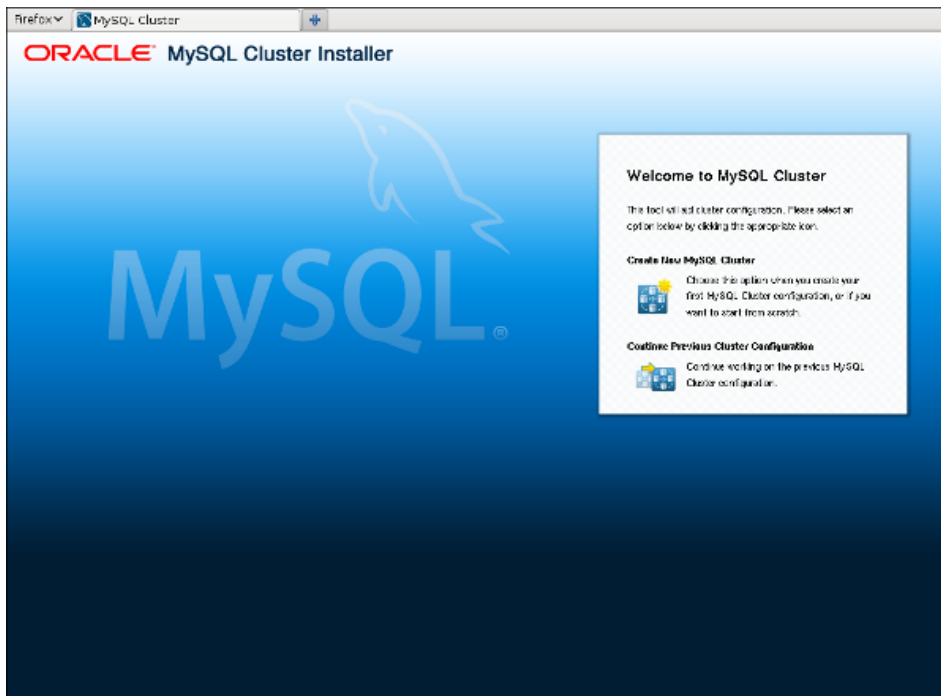 Firefox
MySQL Cluster
ORACLE® MySQL Cluster Installer
MySQL®
Welcome to MySQL Cluster
This tool will aid cluster configuration. Please select an
option below by clicking the appropriate icon.
Create New MySQL Cluster
Choose this option when you create your
first MySQL Cluster configuration, or if you
want to start from scratch.
Continue Previous Cluster Configuration
Continue working on the previous MySQL
Cluster configuration.